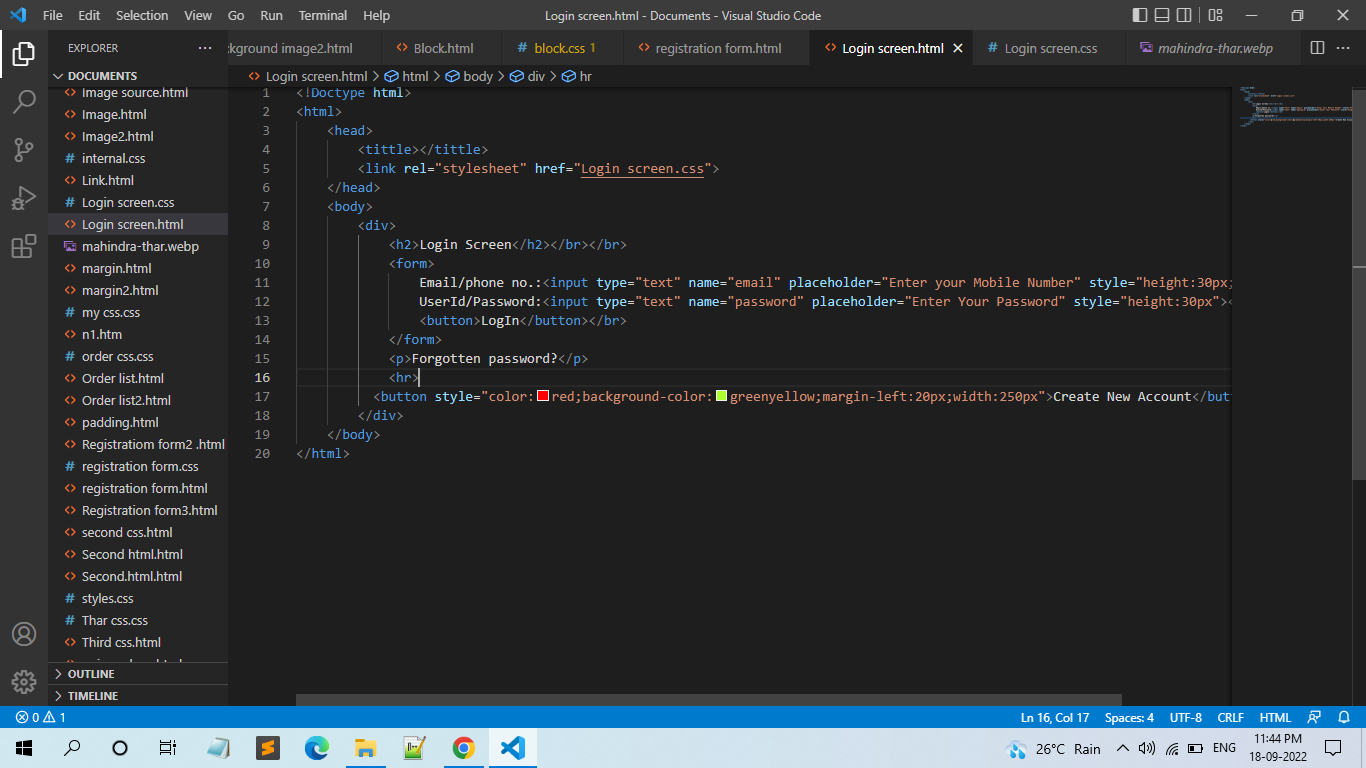 File Edit Selection View Go Run Terminal Help
Login screen.html - Documents - Visual Studio Code
EXPLORER
kground image2.html
Block.html
block.css 1
registration form.html
Login screen.html
Login screen.css
mahindra-thar.webp
DOCUMENTS
Login screen.html > html > body > div > hr
Image source.html
Image.html
Image2.html
internal.css
Link.html
Login screen.css
Login screen.html
mahindra-thar.webp
margin.html
margin2.html
my css.css
n1.htm
order css.css
Order list.html
Order list2.html
padding.html
Registratiom form2 .html
registration form.css
registration form.html
Registration form3.html
second css.html
Second html.html
Second.html.html
styles.css
Thar css.css
Third css.html
OUTLINE
TIMELINE
1 <!Doctype html>
2 <html>
3 <head>
4 <tittle></tittle>
5 <link rel="stylesheet" href="Login screen.css">
6 </head>
7 <body>
8 <div>
9 <h2>Login Screen</h2></br></br>
10 <form>
11 Email/phone no.:<input type="text" name="email" placeholder="Enter your Mobile Number" style="height:30px;
12 UserId/Password:<input type="text" name="password" placeholder="Enter Your Password" style="height:30px"><
13 <button>LogIn</button></br>
14 </form>
15 <p>Forgotten password?</p>
16 <hr>
17 <button style="color:red;background-color:greenyellow;margin-left:20px;width:250px">Create New Account</butt
18 </div>
19 </body>
20 </html>
0 1
Ln 16, Col 17 Spaces: 4 UTF-8 CRLF HTML
26°C Rain
ENG
11:44 PM
18-09-2022